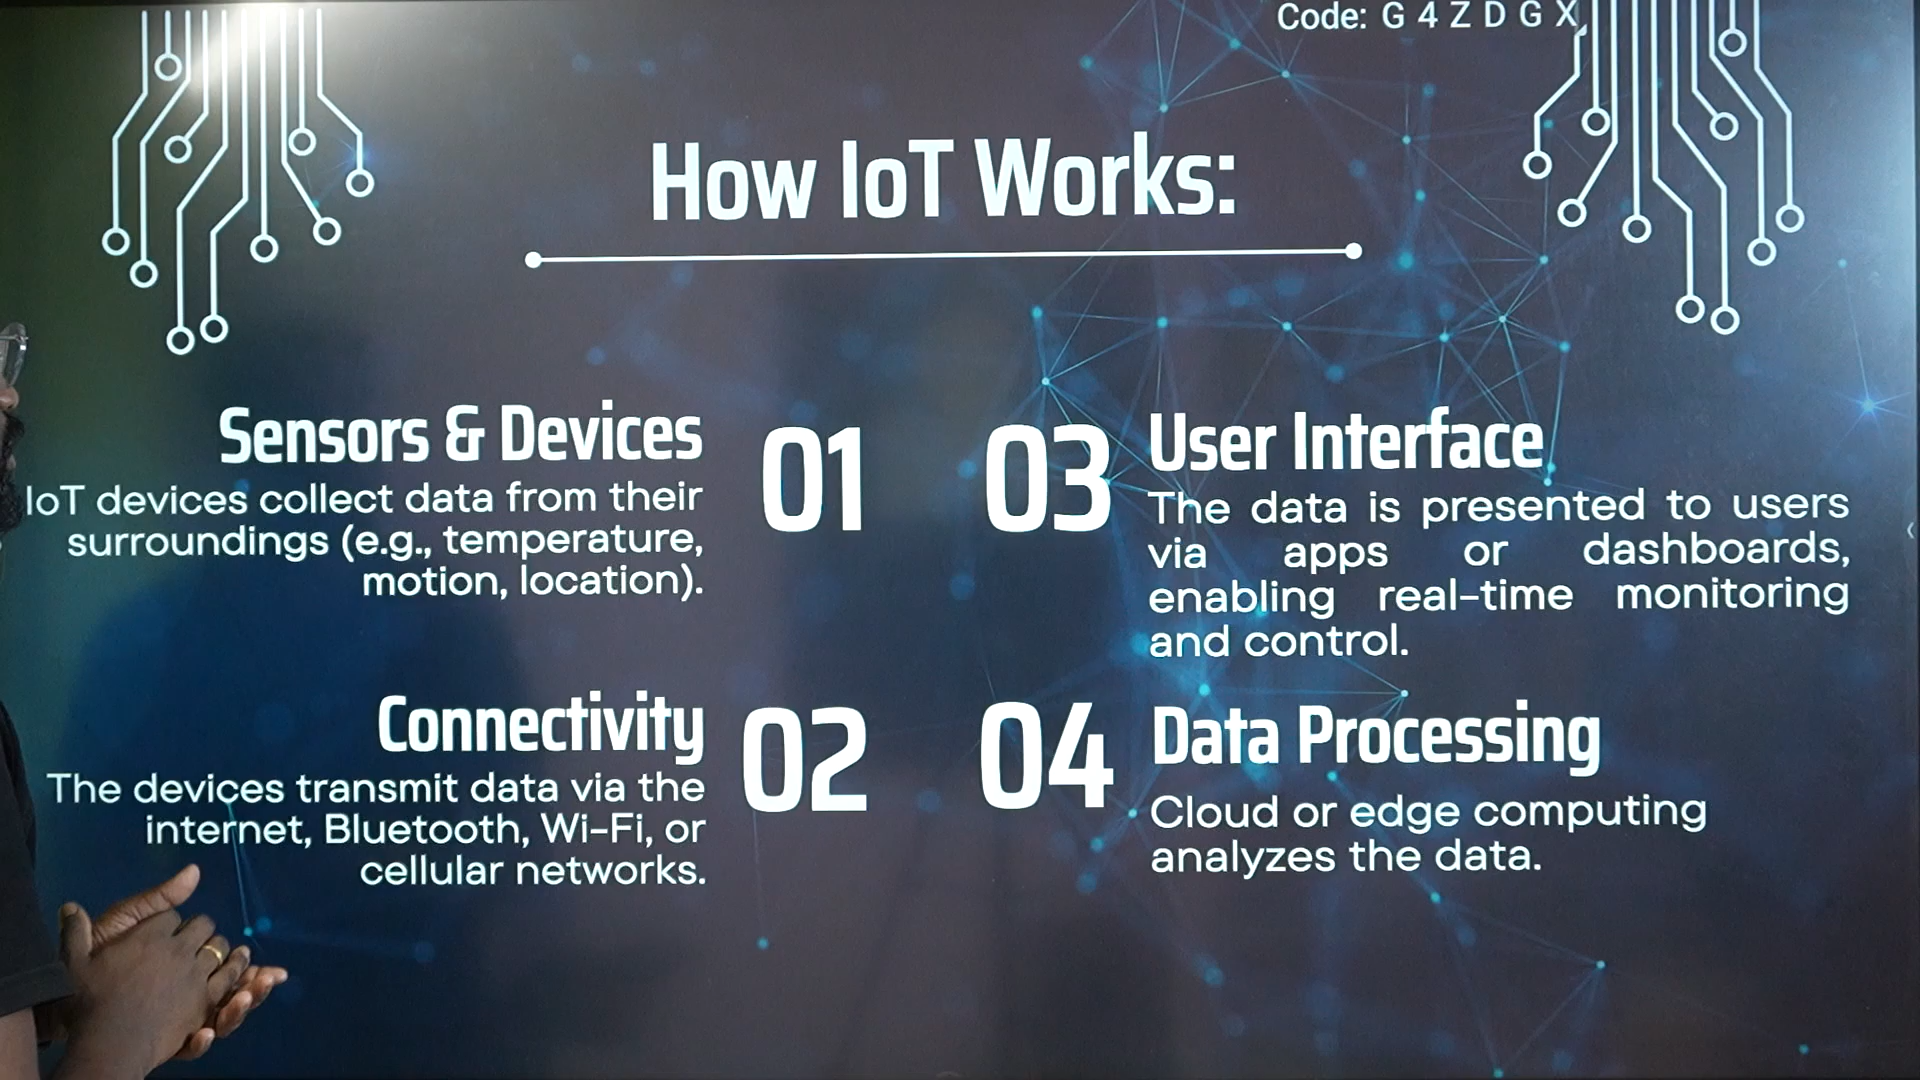 Code: G 4 Z D G X
How IoT Works:
Sensors & Devices
01
IoT devices collect data from their
surroundings (e.g., temperature,
motion, location).
Connectivity
02
The devices transmit data via the
internet, Bluetooth, Wi-Fi, or
cellular networks.
03
User Interface
The data is presented to users
via apps or dashboards,
enabling real-time monitoring
and control.
04
Data Processing
Cloud or edge computing
analyzes the data.